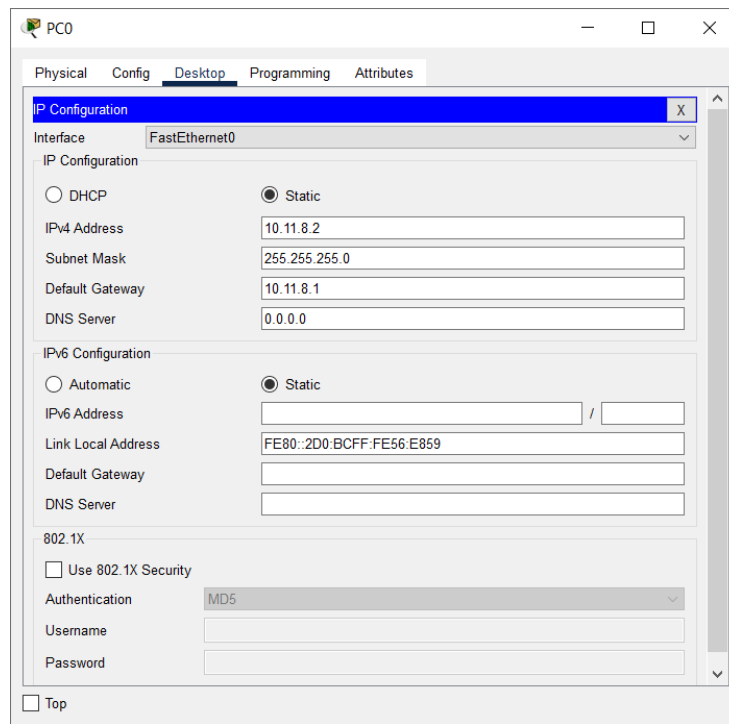 PC0
Physical Config Desktop Programming Attributes
IP Configuration X
Interface FastEthernet0
IP Configuration
DHCP Static
IPv4 Address 10.11.8.2
Subnet Mask 255.255.255.0
Default Gateway 10.11.8.1
DNS Server 0.0.0.0
IPv6 Configuration
Automatic Static
IPv6 Address /
Link Local Address FE80::2D0:BCFF:FE56:E859
Default Gateway
DNS Server
802.1X
Use 802.1X Security
Authentication MD5
Username
Password
Top